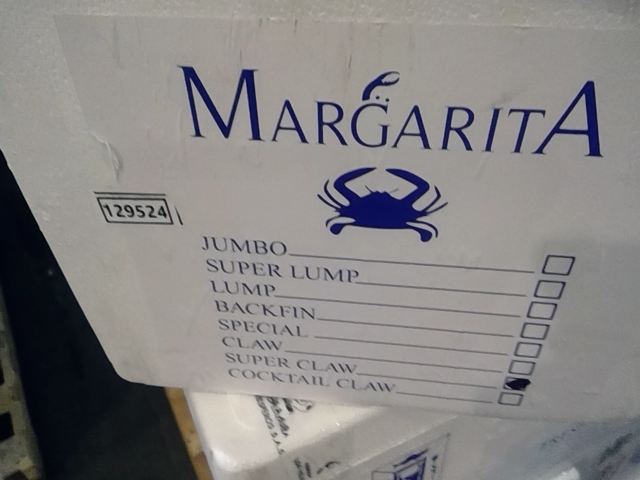 MARGARITA
129524
JUMBO
SUPER LUMP
LUMP
BACKFIN
SPECIAL
CLAW
SUPER CLAW
COCKTAIL CLAW